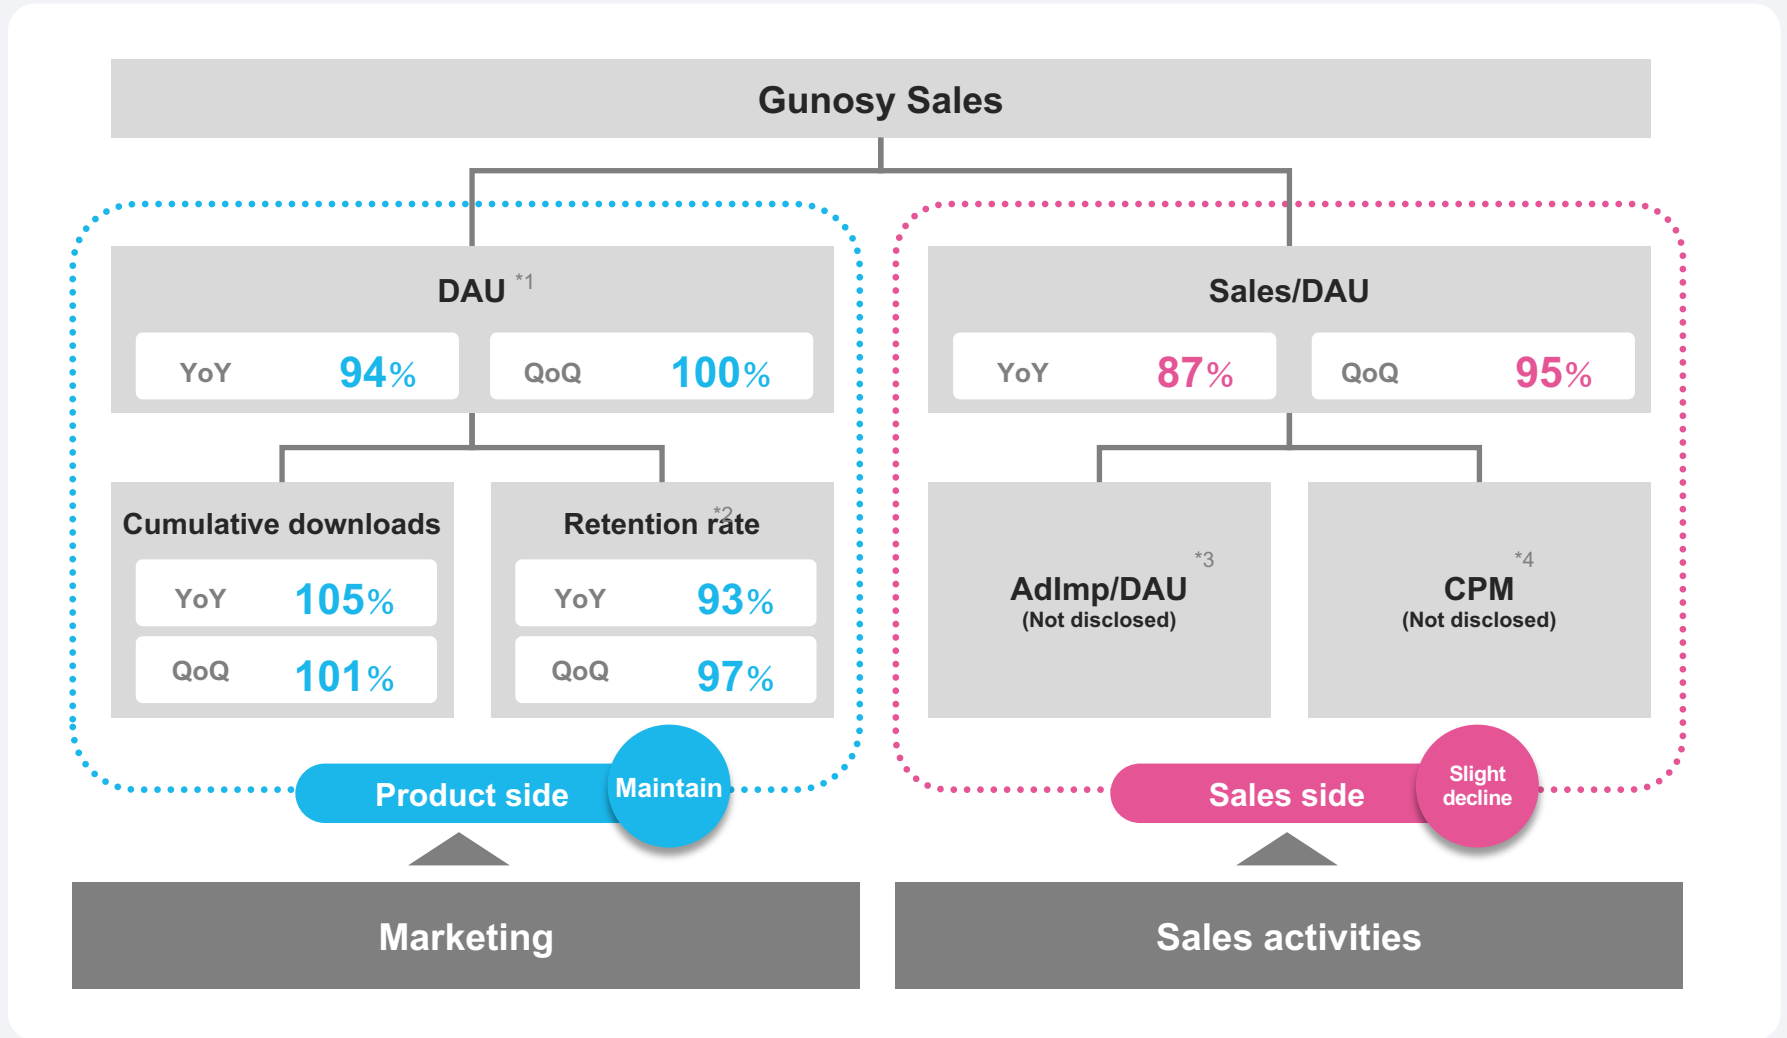 Gunosy Sales
DAU *1
YoY 94%
QoQ 100%
Sales/DAU
YoY 87%
QoQ 95%
Cumulative downloads
YoY 105%
QoQ 101%
Retention rate *2
YoY 93%
QoQ 97%
AdImp/DAU *3
(Not disclosed)
CPM *4
(Not disclosed)
Product side
Maintain
Sales side
Slight
decline
Marketing
Sales activities